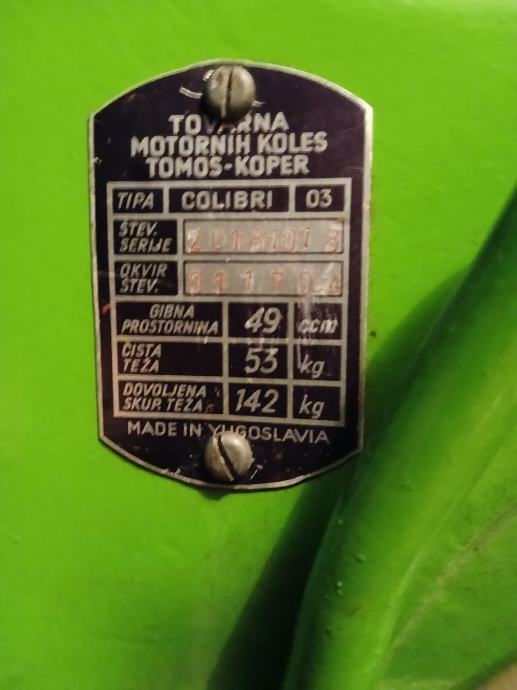 TOVARNA
MOTORNIH KOLES
TOMOS-KOPER
TIPA COLIBRI 03
ŠTEV.
SERIJE
OKVIR
ŠTEV.
GIBNA
PROSTORNINA 49 ccm
ČISTA
TEŽA 53 kg
DOVOLJENA
SKUP. TEŽA 142 kg
MADE IN YUGOSLAVIA